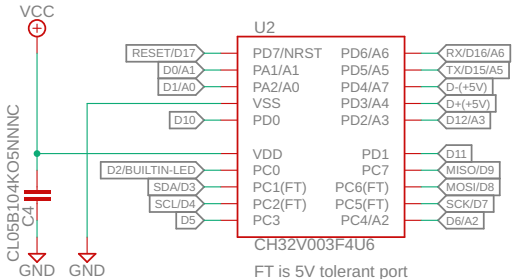 VCC
U2
RESET/D17 PD7/NRST PD6/A6 RX/D16/A6
D0/A1 PA1/A1 PD5/A5 TX/D15/A5
D1/A0 PA2/A0 PD4/A7 D-(+5V)
VSS PD3/A4 D+(+5V)
D10 PD0 PD2/A3 D12/A3
VDD PD1 D11
D2/BUILTIN-LED PC0 PC7 MISO/D9
SDA/D3 PC1(FT) PC6(FT) MOSI/D8
SCL/D4 PC2(FT) PC5(FT) SCK/D7
D5 PC3 PC4/A2 D6/A2
CL05B104KO5NNNC
C4
CH32V003F4U6
GND GND
FT is 5V tolerant port